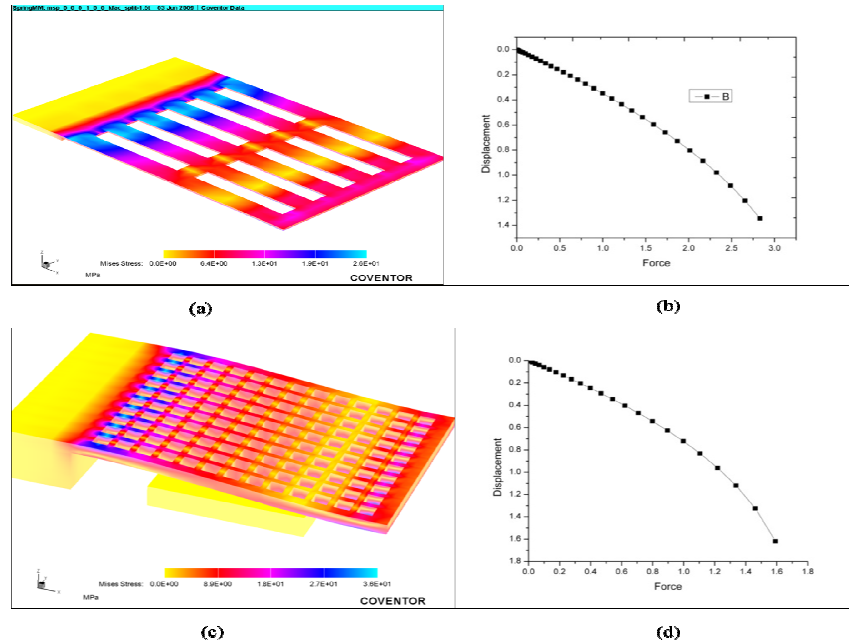 SpringMM: msp_0_0_0_1_0_0 03 Jun 2009 | Coventor Data
Mises Stress: 0.0E+00 6.4E+00 1.3E+01 1.9E+01 2.6E+01
MPa
COVENTOR
(a)
0.0
0.2
0.4
0.6
0.8
1.0
1.2
1.4
Displacement
B
0.0 0.5 1.0 1.5 2.0 2.5 3.0
Force
(b)
Mises Stress: 0.0E+00 8.9E+00 1.8E+01 2.7E+01 3.6E+01
MPa
COVENTOR
(c)
0.0
0.2
0.4
0.6
0.8
1.0
1.2
1.4
1.6
1.8
Displacement
0.0 0.2 0.4 0.6 0.8 1.0 1.2 1.4 1.6 1.8
Force
(d)